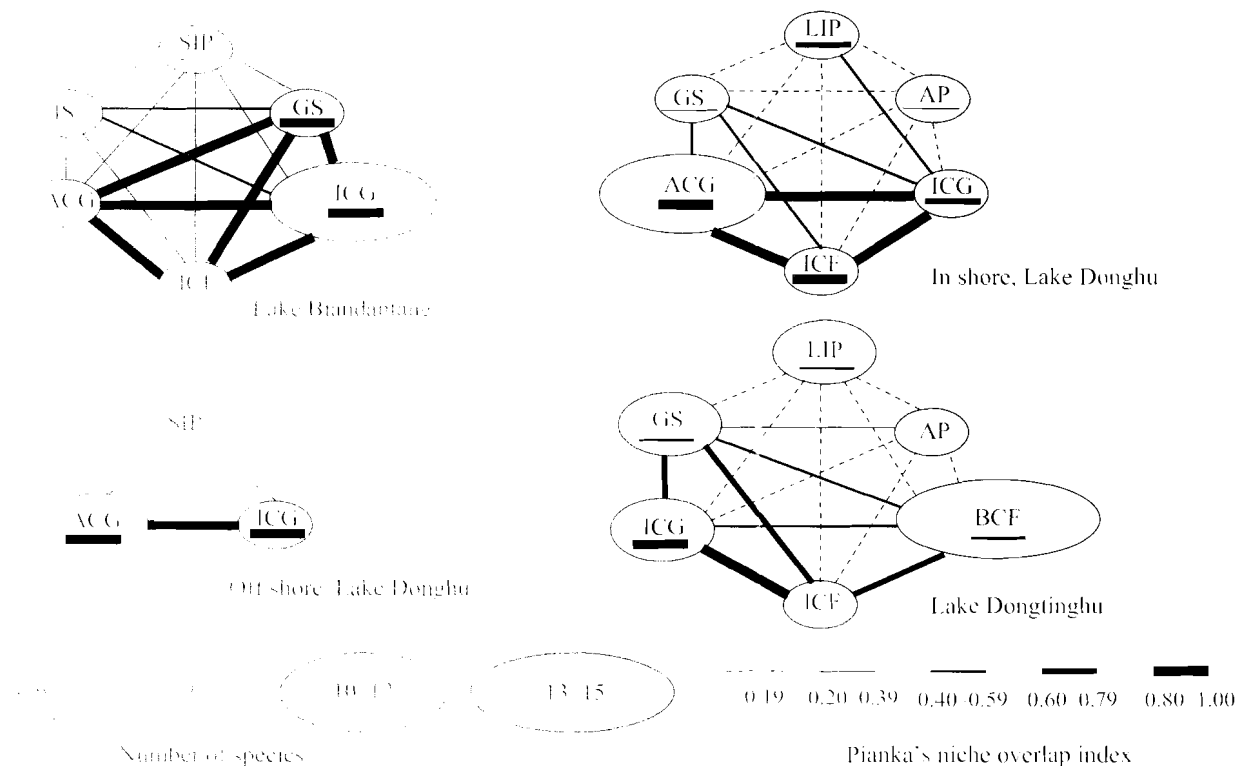 SIP
GS
GS
ACG
ICG
ICF
Lake Biandantang
LIP
GS
AP
ACG
ICG
ICF
In shore, Lake Donghu
SIP
ACG
ICG
Off shore Lake Donghu
LIP
GS
AP
ICG
BCF
ICF
Lake Dongtinghu
10 12
13 15
Number of species
0.19
0.20 0.39
0.40 0.59
0.60 0.79
0.80 1.00
Pianka's niche overlap index